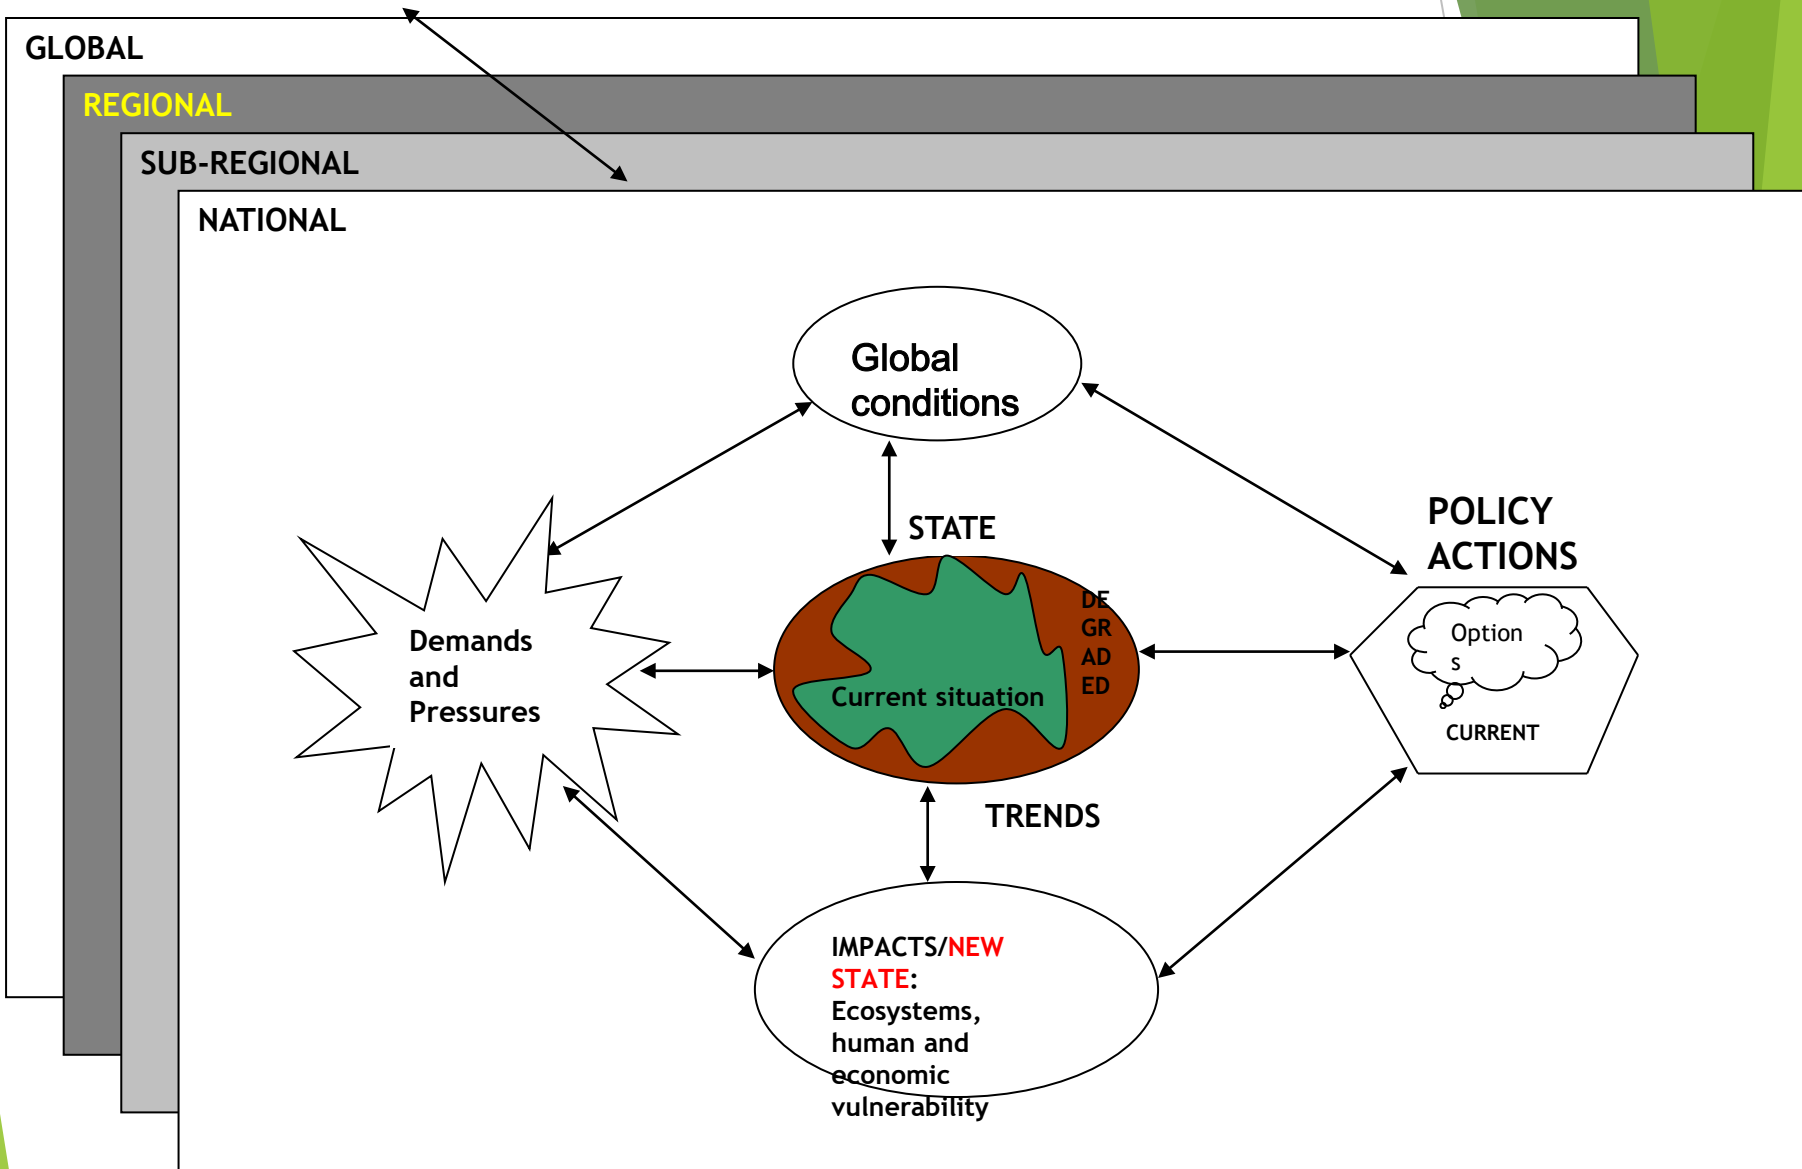 GLOBAL
REGIONAL
SUB-REGIONAL
NATIONAL
Global
conditions
STATE
POLICY
ACTIONS
Demands
and
Pressures
Current situation
DE
GR
AD
ED
Option
s
CURRENT
TRENDS
IMPACTS/NEW
STATE:
Ecosystems,
human and
economic
vulnerability